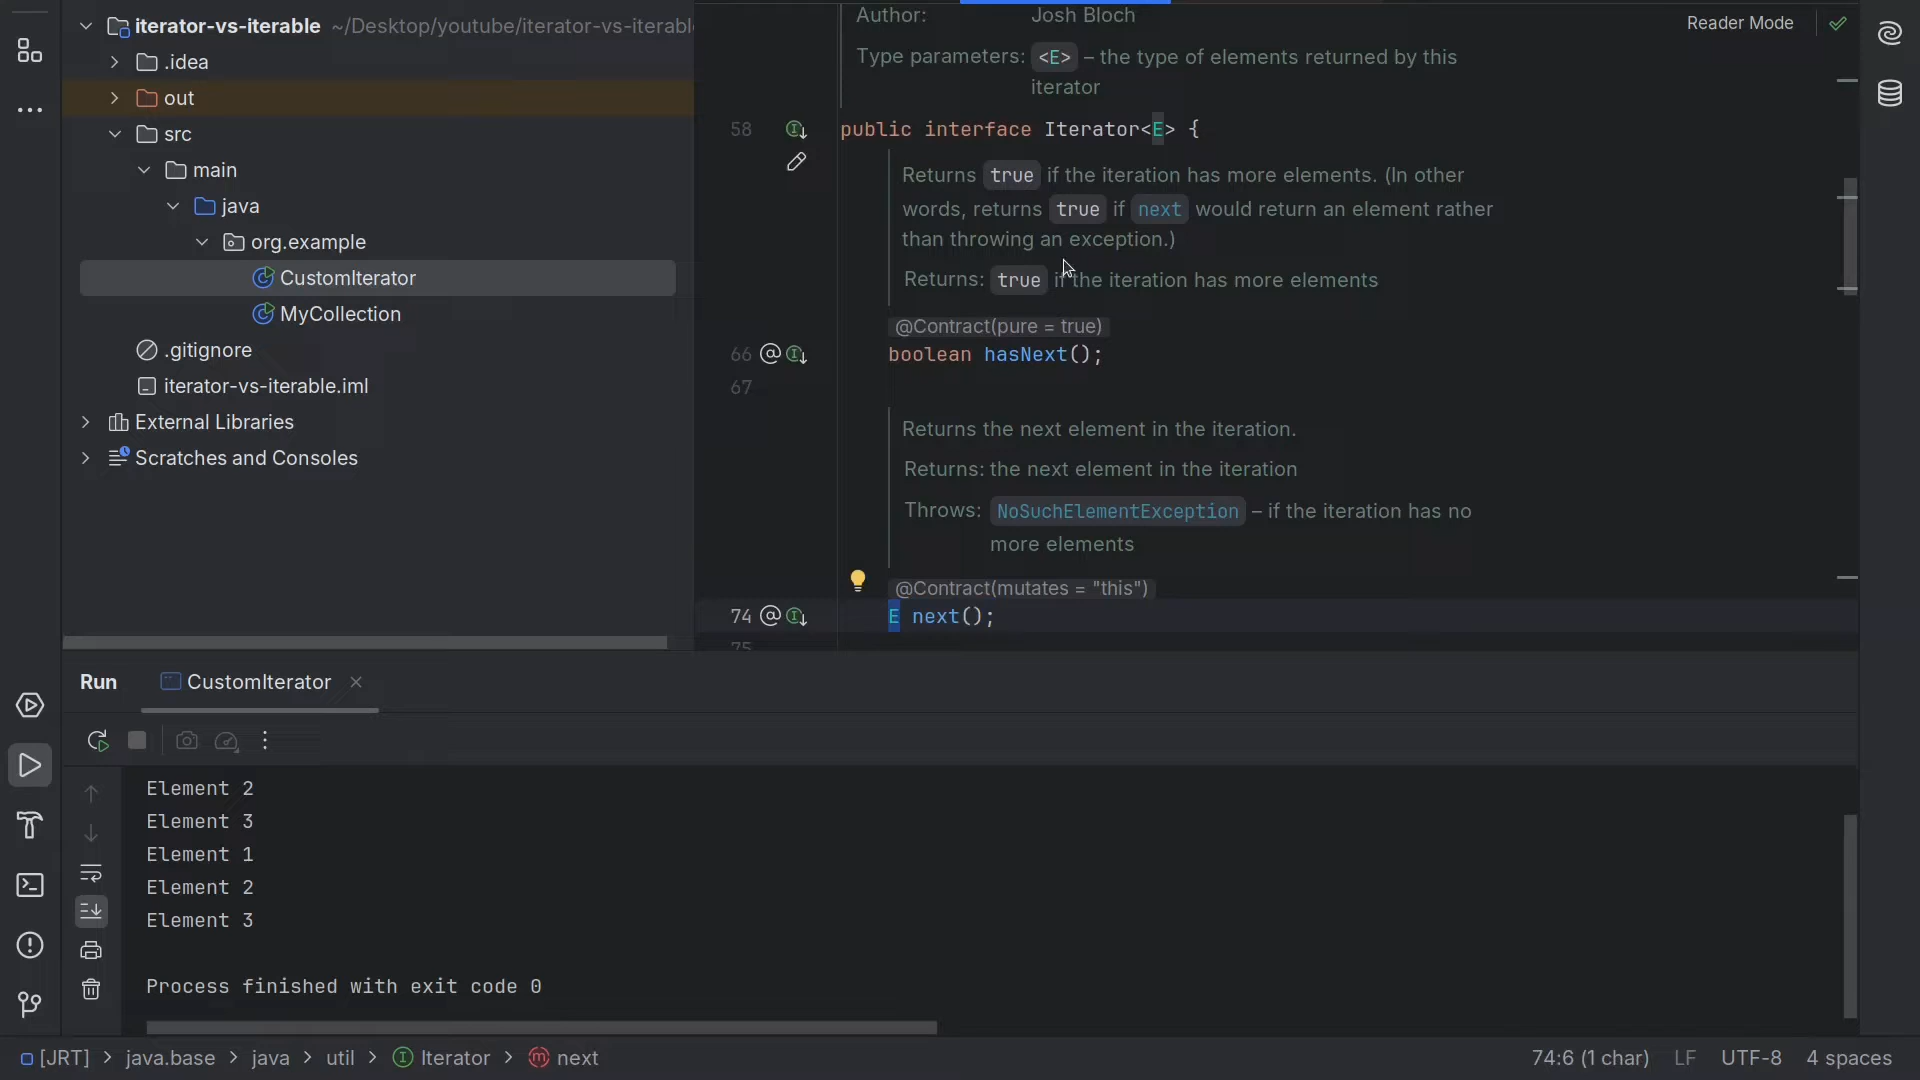 iterator-vs-iterable ~/Desktop/youtube/iterator-vs-iterabl
.idea
out
src
main
java
org.example
CustomIterator
MyCollection
.gitignore
iterator-vs-iterable.iml
External Libraries
Scratches and Consoles
Author: Josh Bloch
Reader Mode
Type parameters: <E> – the type of elements returned by this
iterator
58 public interface Iterator<E> {
Returns true if the iteration has more elements. (In other
words, returns true if next would return an element rather
than throwing an exception.)
Returns: true if the iteration has more elements
@Contract(pure = true)
66 boolean hasNext();
67
Returns the next element in the iteration.
Returns: the next element in the iteration
Throws: NoSuchElementException – if the iteration has no
more elements
@Contract(mutates = "this")
74 E next();
75
Run CustomIterator
Element 2
Element 3
Element 1
Element 2
Element 3
Process finished with exit code 0
[JRT] > java.base > java > util > Iterator > next 74:6 (1 char) LF UTF-8 4 spaces